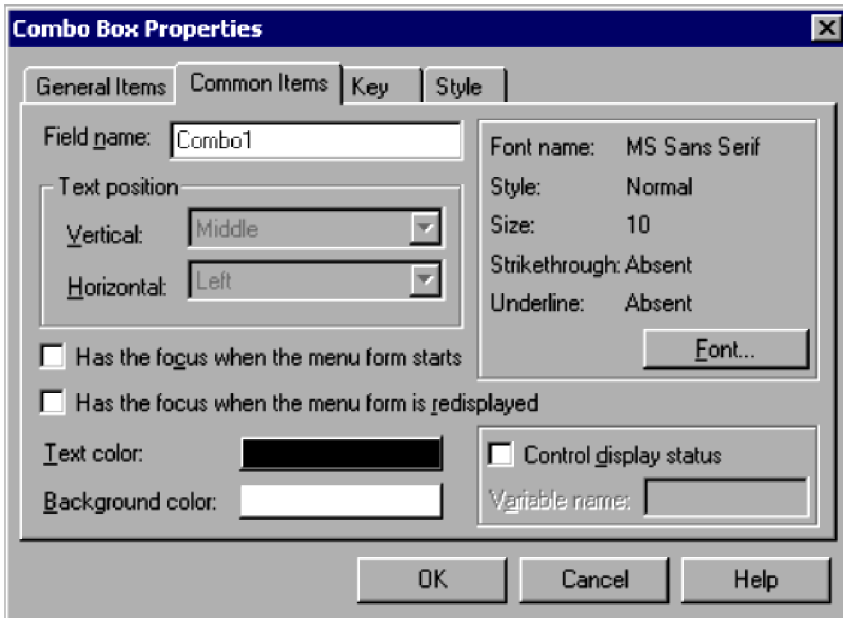 Combo Box Properties
General Items Common Items Key Style
Field name: Combo1
Text position
Vertical: Middle
Horizontal: Left
Has the focus when the menu form starts
Has the focus when the menu form is redisplayed
Text color:
Background color:
Font name: MS Sans Serif
Style: Normal
Size: 10
Strikethrough: Absent
Underline: Absent
Font...
Control display status
Variable name:
OK Cancel Help